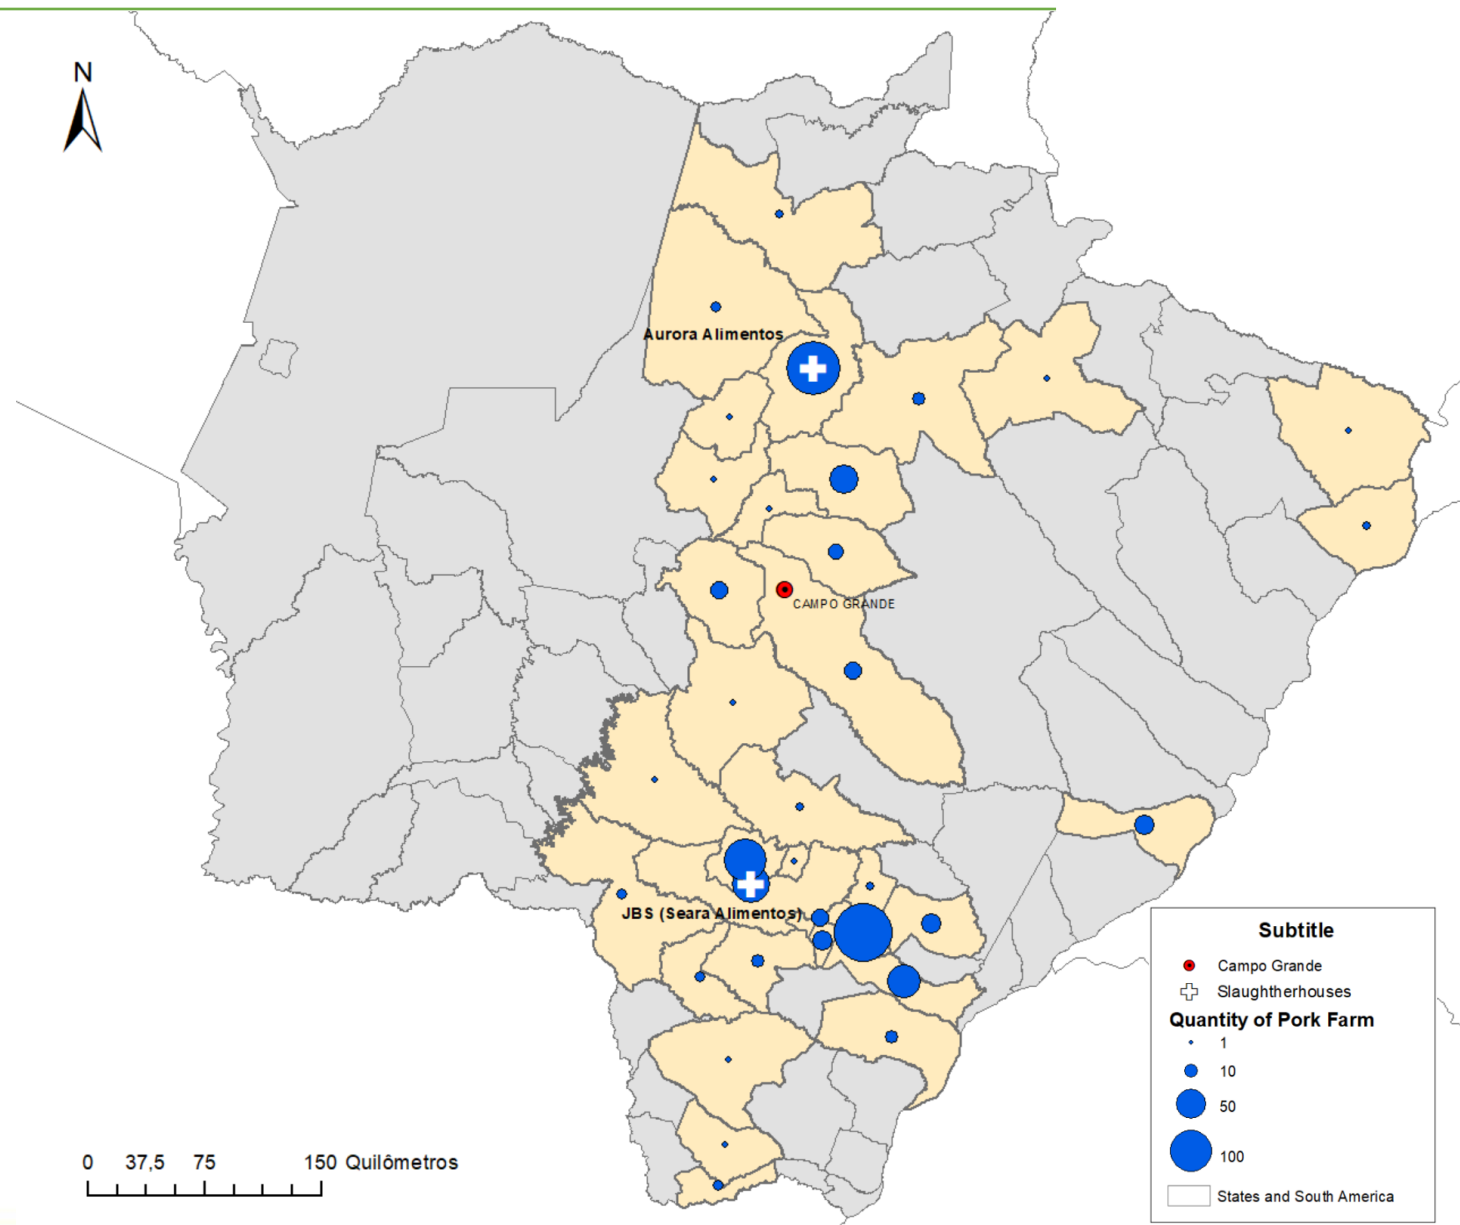 N
Aurora Alimentos
CAMPO GRANDE
JBS (Seara Alimentos)
Subtitle
Campo Grande
Slaughtherhouses
Quantity of Pork Farm
1
10
50
100
States and South America
0 37,5 75 150 Quilômetros